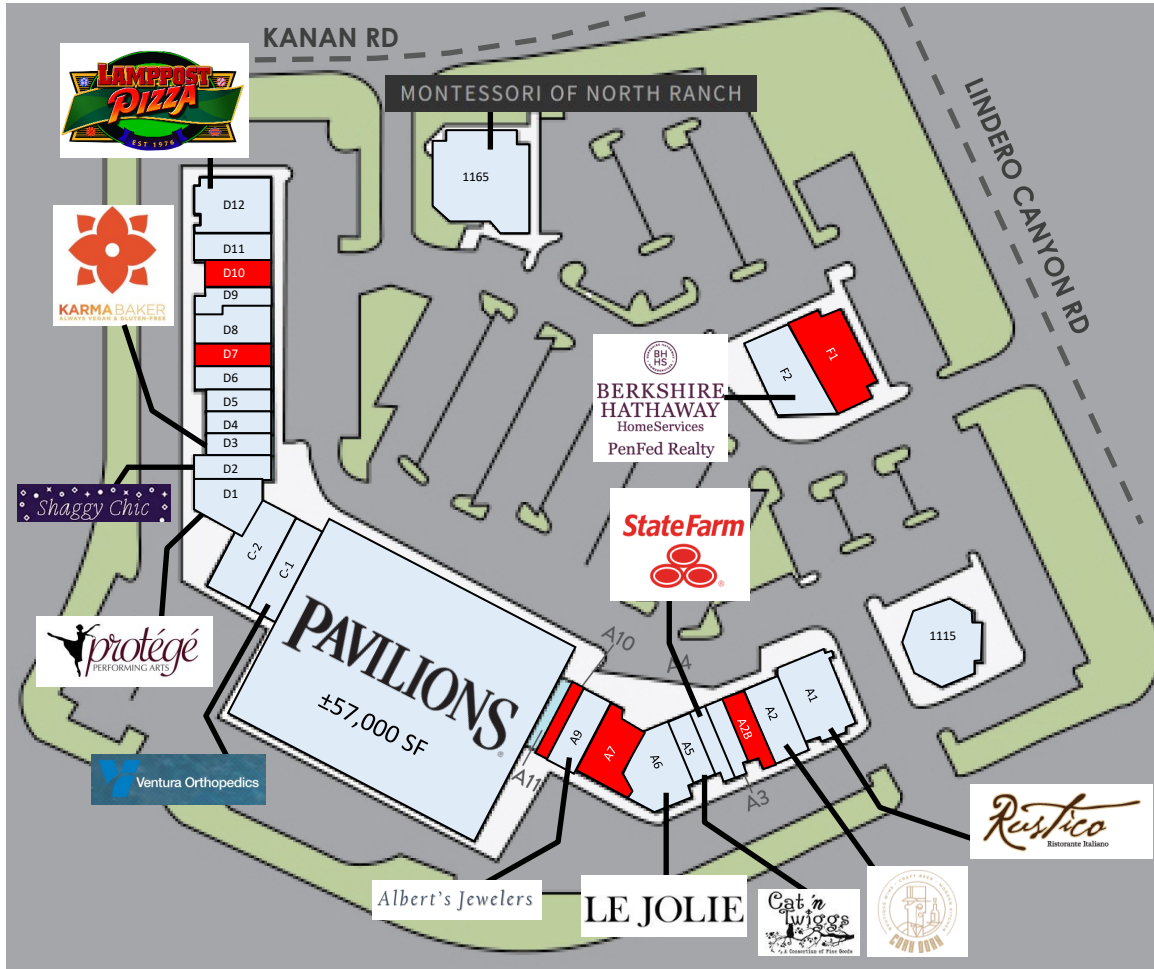 KANAN RD
LINDERO CANYON RD
LAMPPOST
PIZZA
EST 1976
MONTESSORI OF NORTH RANCH
1165
D12
D11
D10
D9
D8
D7
D6
D5
D4
D3
D2
D1
KARMA BAKER
ALWAYS VEGAN & GLUTEN-FREE
Shaggy Chic
protégé
PERFORMING ARTS
C-2
C-1
Ventura Orthopedics
PAVILIONS
±57,000 SF
BH
HS
BERKSHIRE
HATHAWAY
HomeServices
PenFed Realty
F2
F1
State Farm
®
1115
A10
A4
A11
A9
A7
A6
A5
A3
A2B
A2
A1
Albert's Jewelers
LE JOLIE
Cat 'n
Twiggs
A Consortium of Fine Goods
CORK DORK
Rustico
Ristorante Italiano